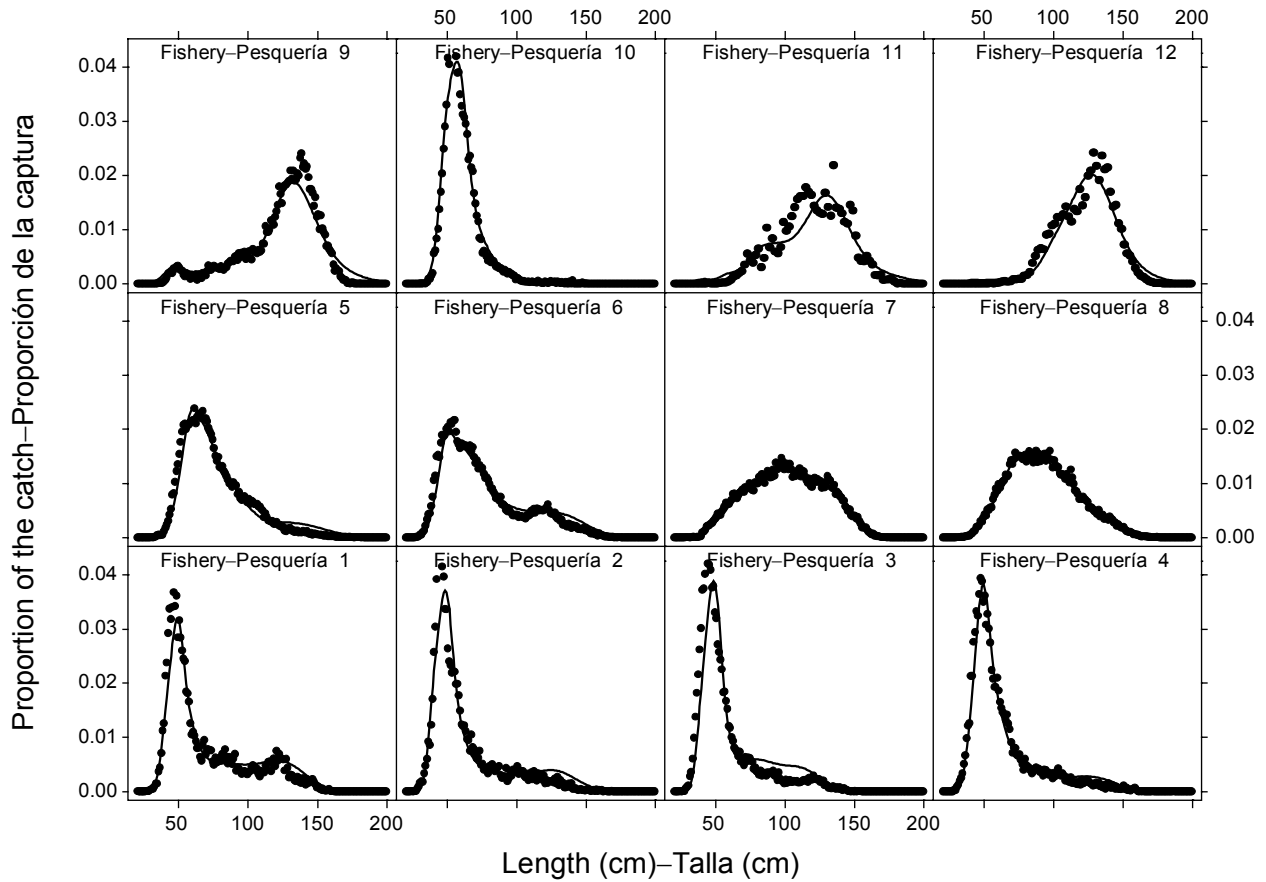 50 100 150 200 50 100 150 200
Fishery–Pesquería 9 Fishery–Pesquería 10 Fishery–Pesquería 11 Fishery–Pesquería 12
0.04
0.03
0.02
0.01
0.00
Fishery–Pesquería 5 Fishery–Pesquería 6 Fishery–Pesquería 7 Fishery–Pesquería 8
0.04
0.03
0.02
0.01
0.00
Fishery–Pesquería 1 Fishery–Pesquería 2 Fishery–Pesquería 3 Fishery–Pesquería 4
0.04
0.03
0.02
0.01
0.00
50 100 150 200 50 100 150 200
Length (cm)–Talla (cm)
Proportion of the catch–Proporción de la captura